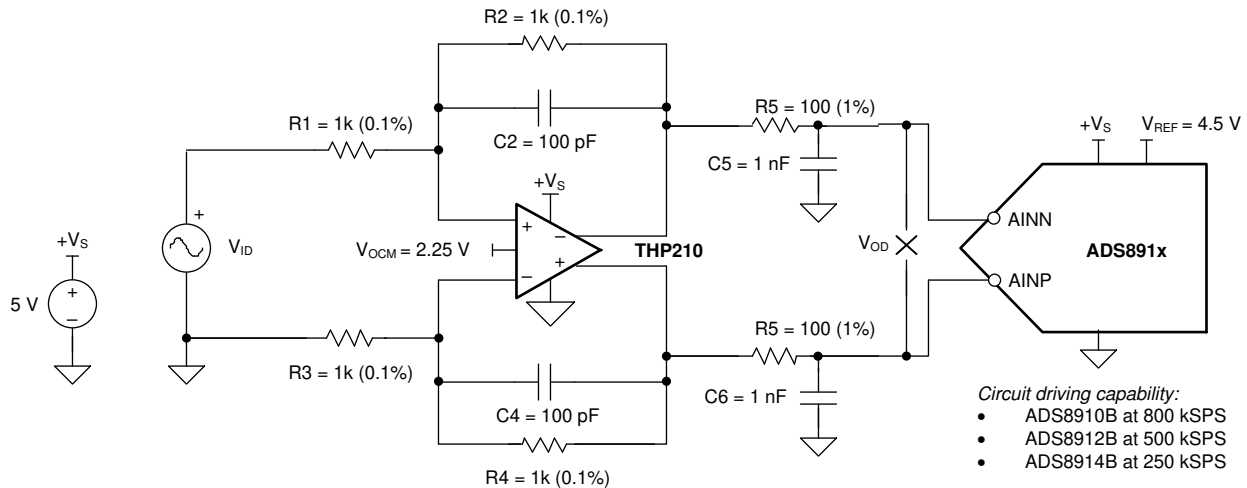 R2 = 1k (0.1%)
R1 = 1k (0.1%)
C2 = 100 pF
R5 = 100 (1%)
C5 = 1 nF
+VS
VREF = 4.5 V
+VS
+
VID
+VS
5 V
+
−
VOCM = 2.25 V
+
−
−
+
THP210
VOD
AINN
AINP
ADS891x
R3 = 1k (0.1%)
C4 = 100 pF
R4 = 1k (0.1%)
R5 = 100 (1%)
C6 = 1 nF
Circuit driving capability:
• ADS8910B at 800 kSPS
• ADS8912B at 500 kSPS
• ADS8914B at 250 kSPS